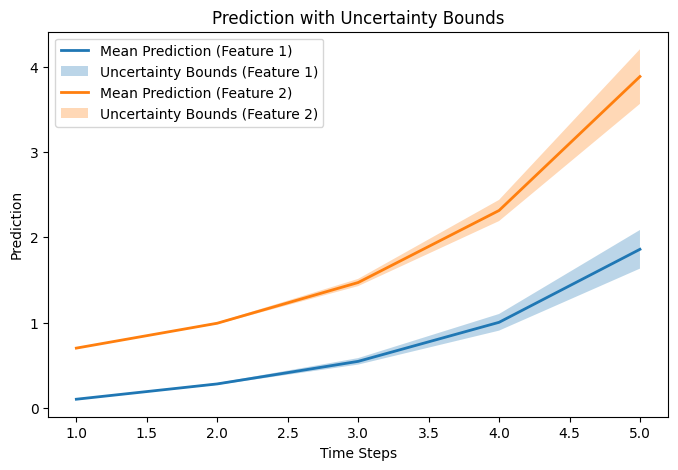 Prediction with Uncertainty Bounds
Mean Prediction (Feature 1)
Uncertainty Bounds (Feature 1)
Mean Prediction (Feature 2)
Uncertainty Bounds (Feature 2)
Prediction
4
3
2
1
0
1.0 1.5 2.0 2.5 3.0 3.5 4.0 4.5 5.0
Time Steps